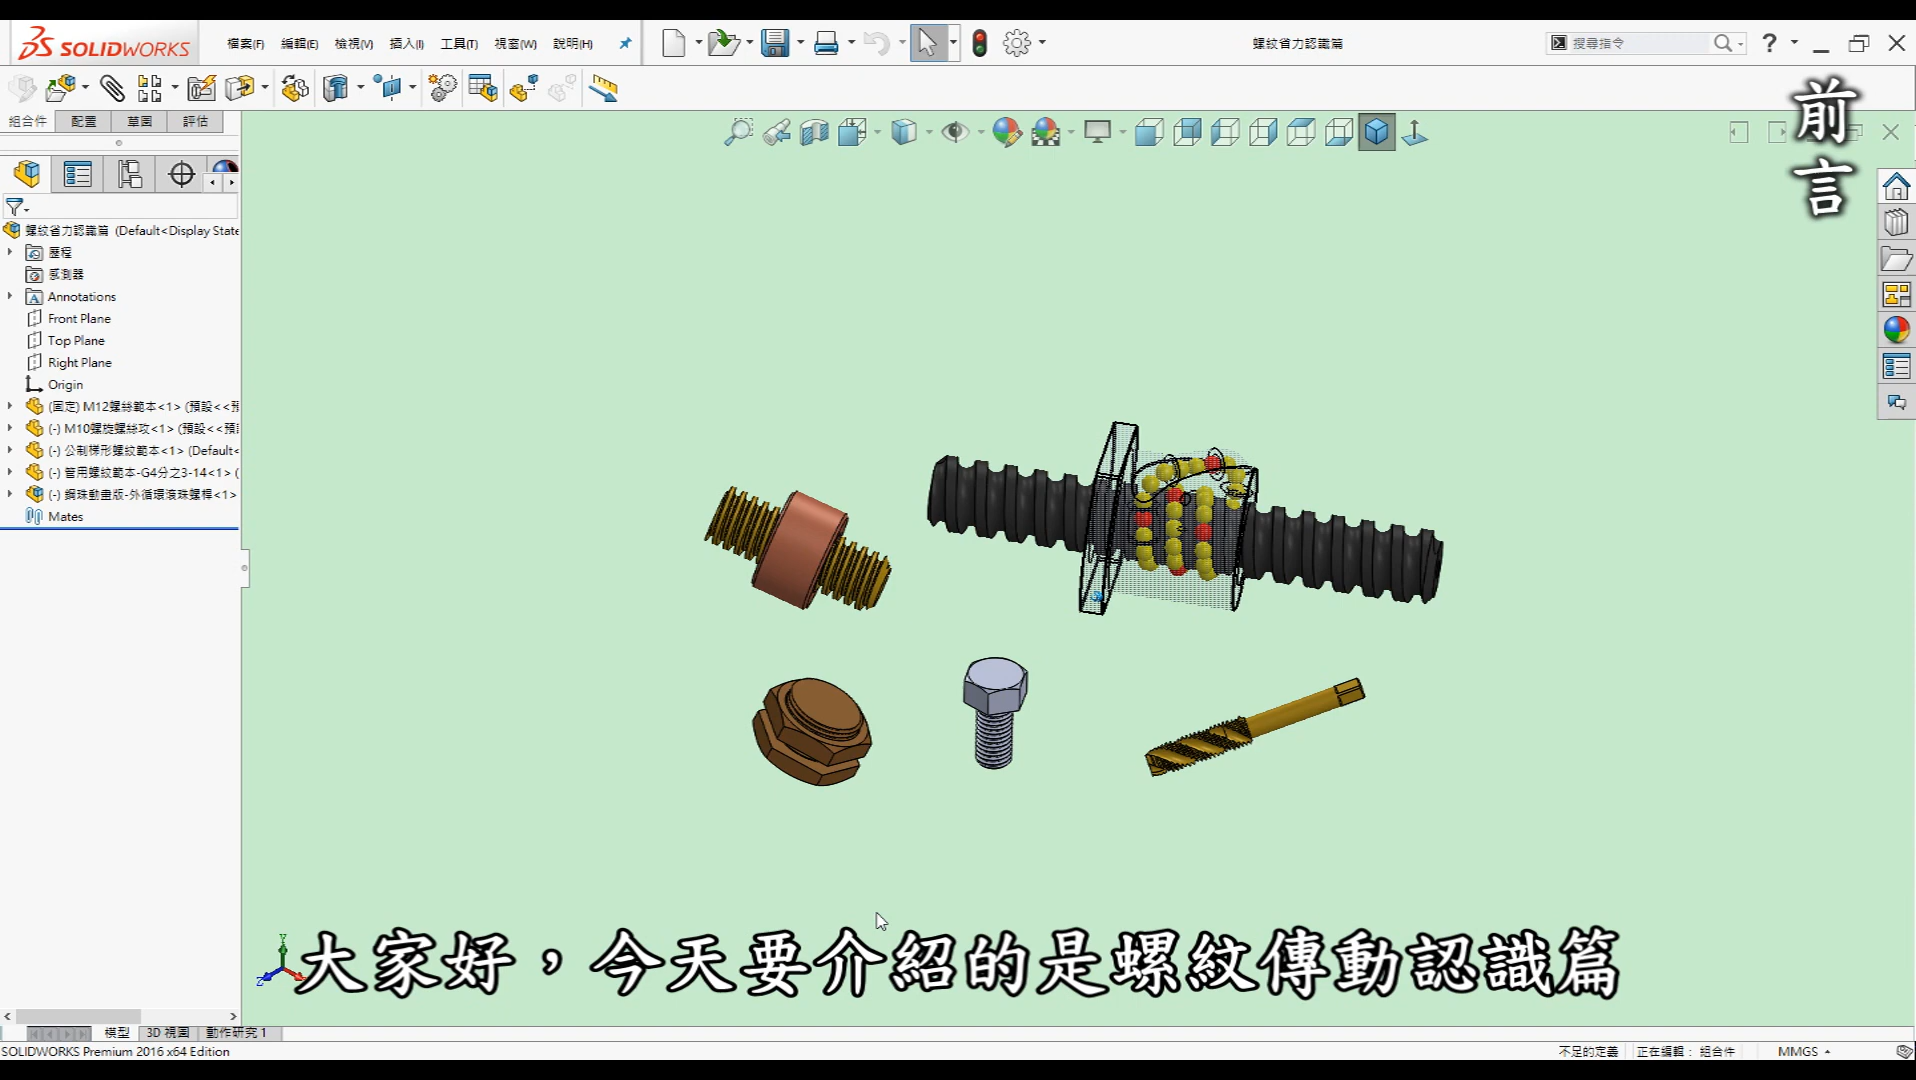 SOLIDWORKS
檔案(F) 編輯(E) 檢視(V) 插入(I) 工具(T) 視窗(W) 說明(H)
螺紋省力認識篇
搜尋指令
前言
組合件 配置 草圖 評估
螺紋省力認識篇 (Default<Display State
歷程
感測器
Annotations
Front Plane
Top Plane
Right Plane
Origin
(固定) M12螺絲範本<1> (預設<<預
(-) M10螺旋螺絲攻<1> (預設<<預
(-) 公制梯形螺紋範本<1> (Default<
(-) 管用螺紋範本-G4分之3-14<1> (
(-) 鋼珠動畫版-外循環滾珠螺桿<1>
Mates
大家好，今天要介紹的是螺紋傳動認識篇
模型 3D 視圖 動作研究 1
SOLIDWORKS Premium 2016 x64 Edition
不足的定義 正在編輯： 組合件 MMGS